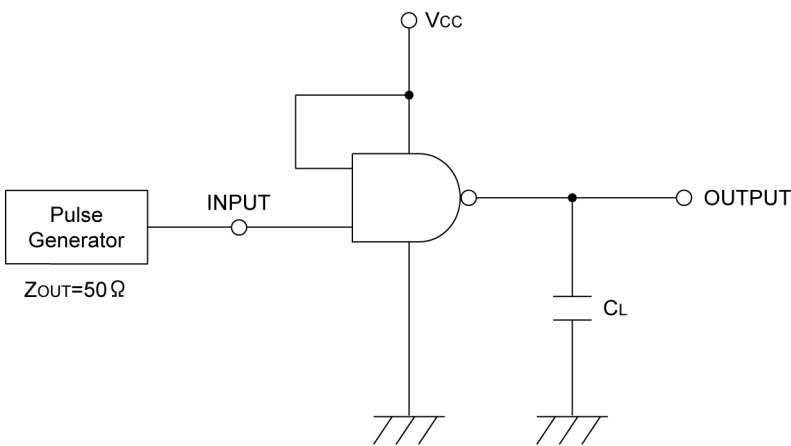 VCC
INPUT
Pulse
Generator
OUTPUT
ZOUT=50Ω
CL